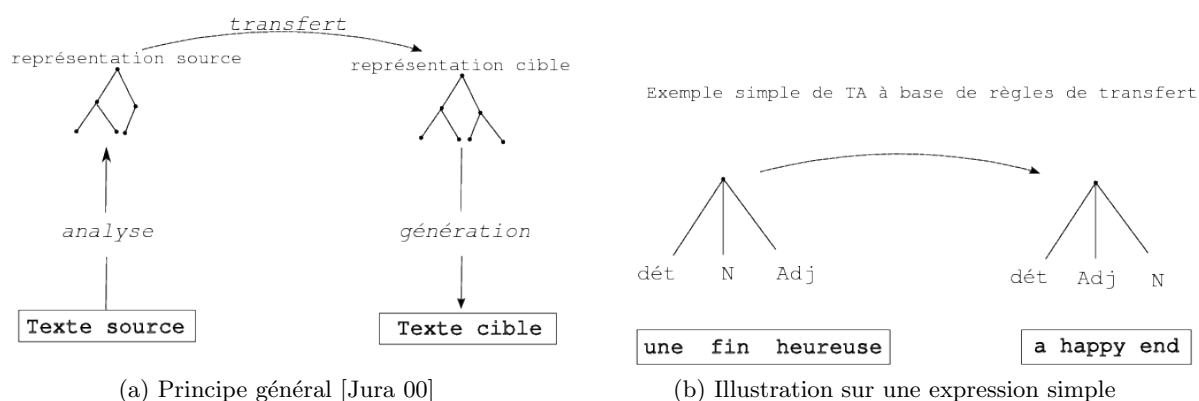 transfert
représentation source
représentation cible
analyse
génération
Texte source
Texte cible
(a) Principe général [Jura 00]
Exemple simple de TA à base de règles de transfert
dét N Adj
dét Adj N
une fin heureuse
a happy end
(b) Illustration sur une expression simple